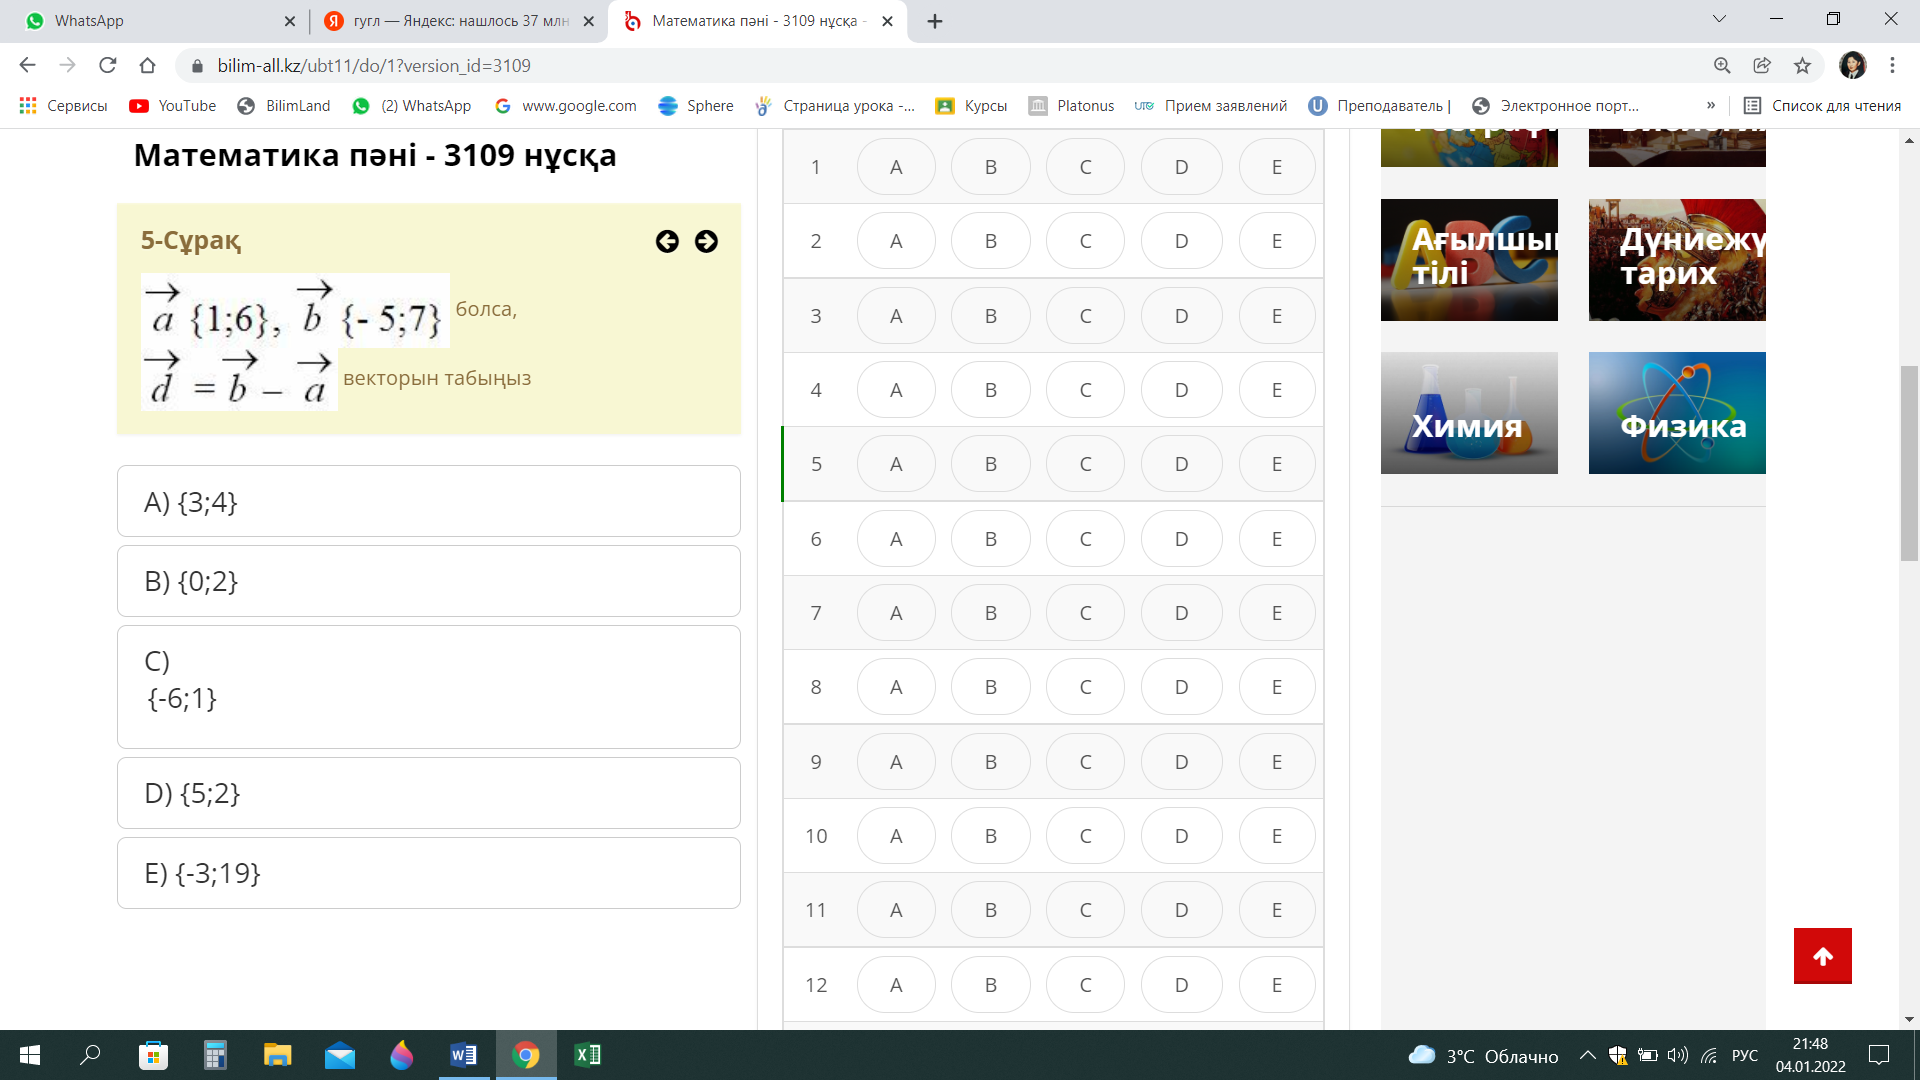 WhatsApp
гугл — Яндекс: нашлось 37 млн
Математика пәні - 3109 нұсқа -
bilim-all.kz/ubt11/do/1?version_id=3109
Сервисы
YouTube
BilimLand
(2) WhatsApp
www.google.com
Sphere
Страница урока -...
Курсы
Platonus
Прием заявлений
Преподаватель |
Электронное порт...
»
Список для чтения
Математика пәні - 3109 нұсқа
5-Сұрақ
a {1;6}, b {- 5;7} болса,
d = b – a векторын табыңыз
A) {3;4}
B) {0;2}
C)
{-6;1}
D) {5;2}
E) {-3;19}
1 A B C D E
2 A B C D E
3 A B C D E
4 A B C D E
5 A B C D E
6 A B C D E
7 A B C D E
8 A B C D E
9 A B C D E
10 A B C D E
11 A B C D E
12 A B C D E
Ағылшын
тілі
Дүниежү
тарих
Химия
Физика
3°C Облачно
РУС
21:48
04.01.2022